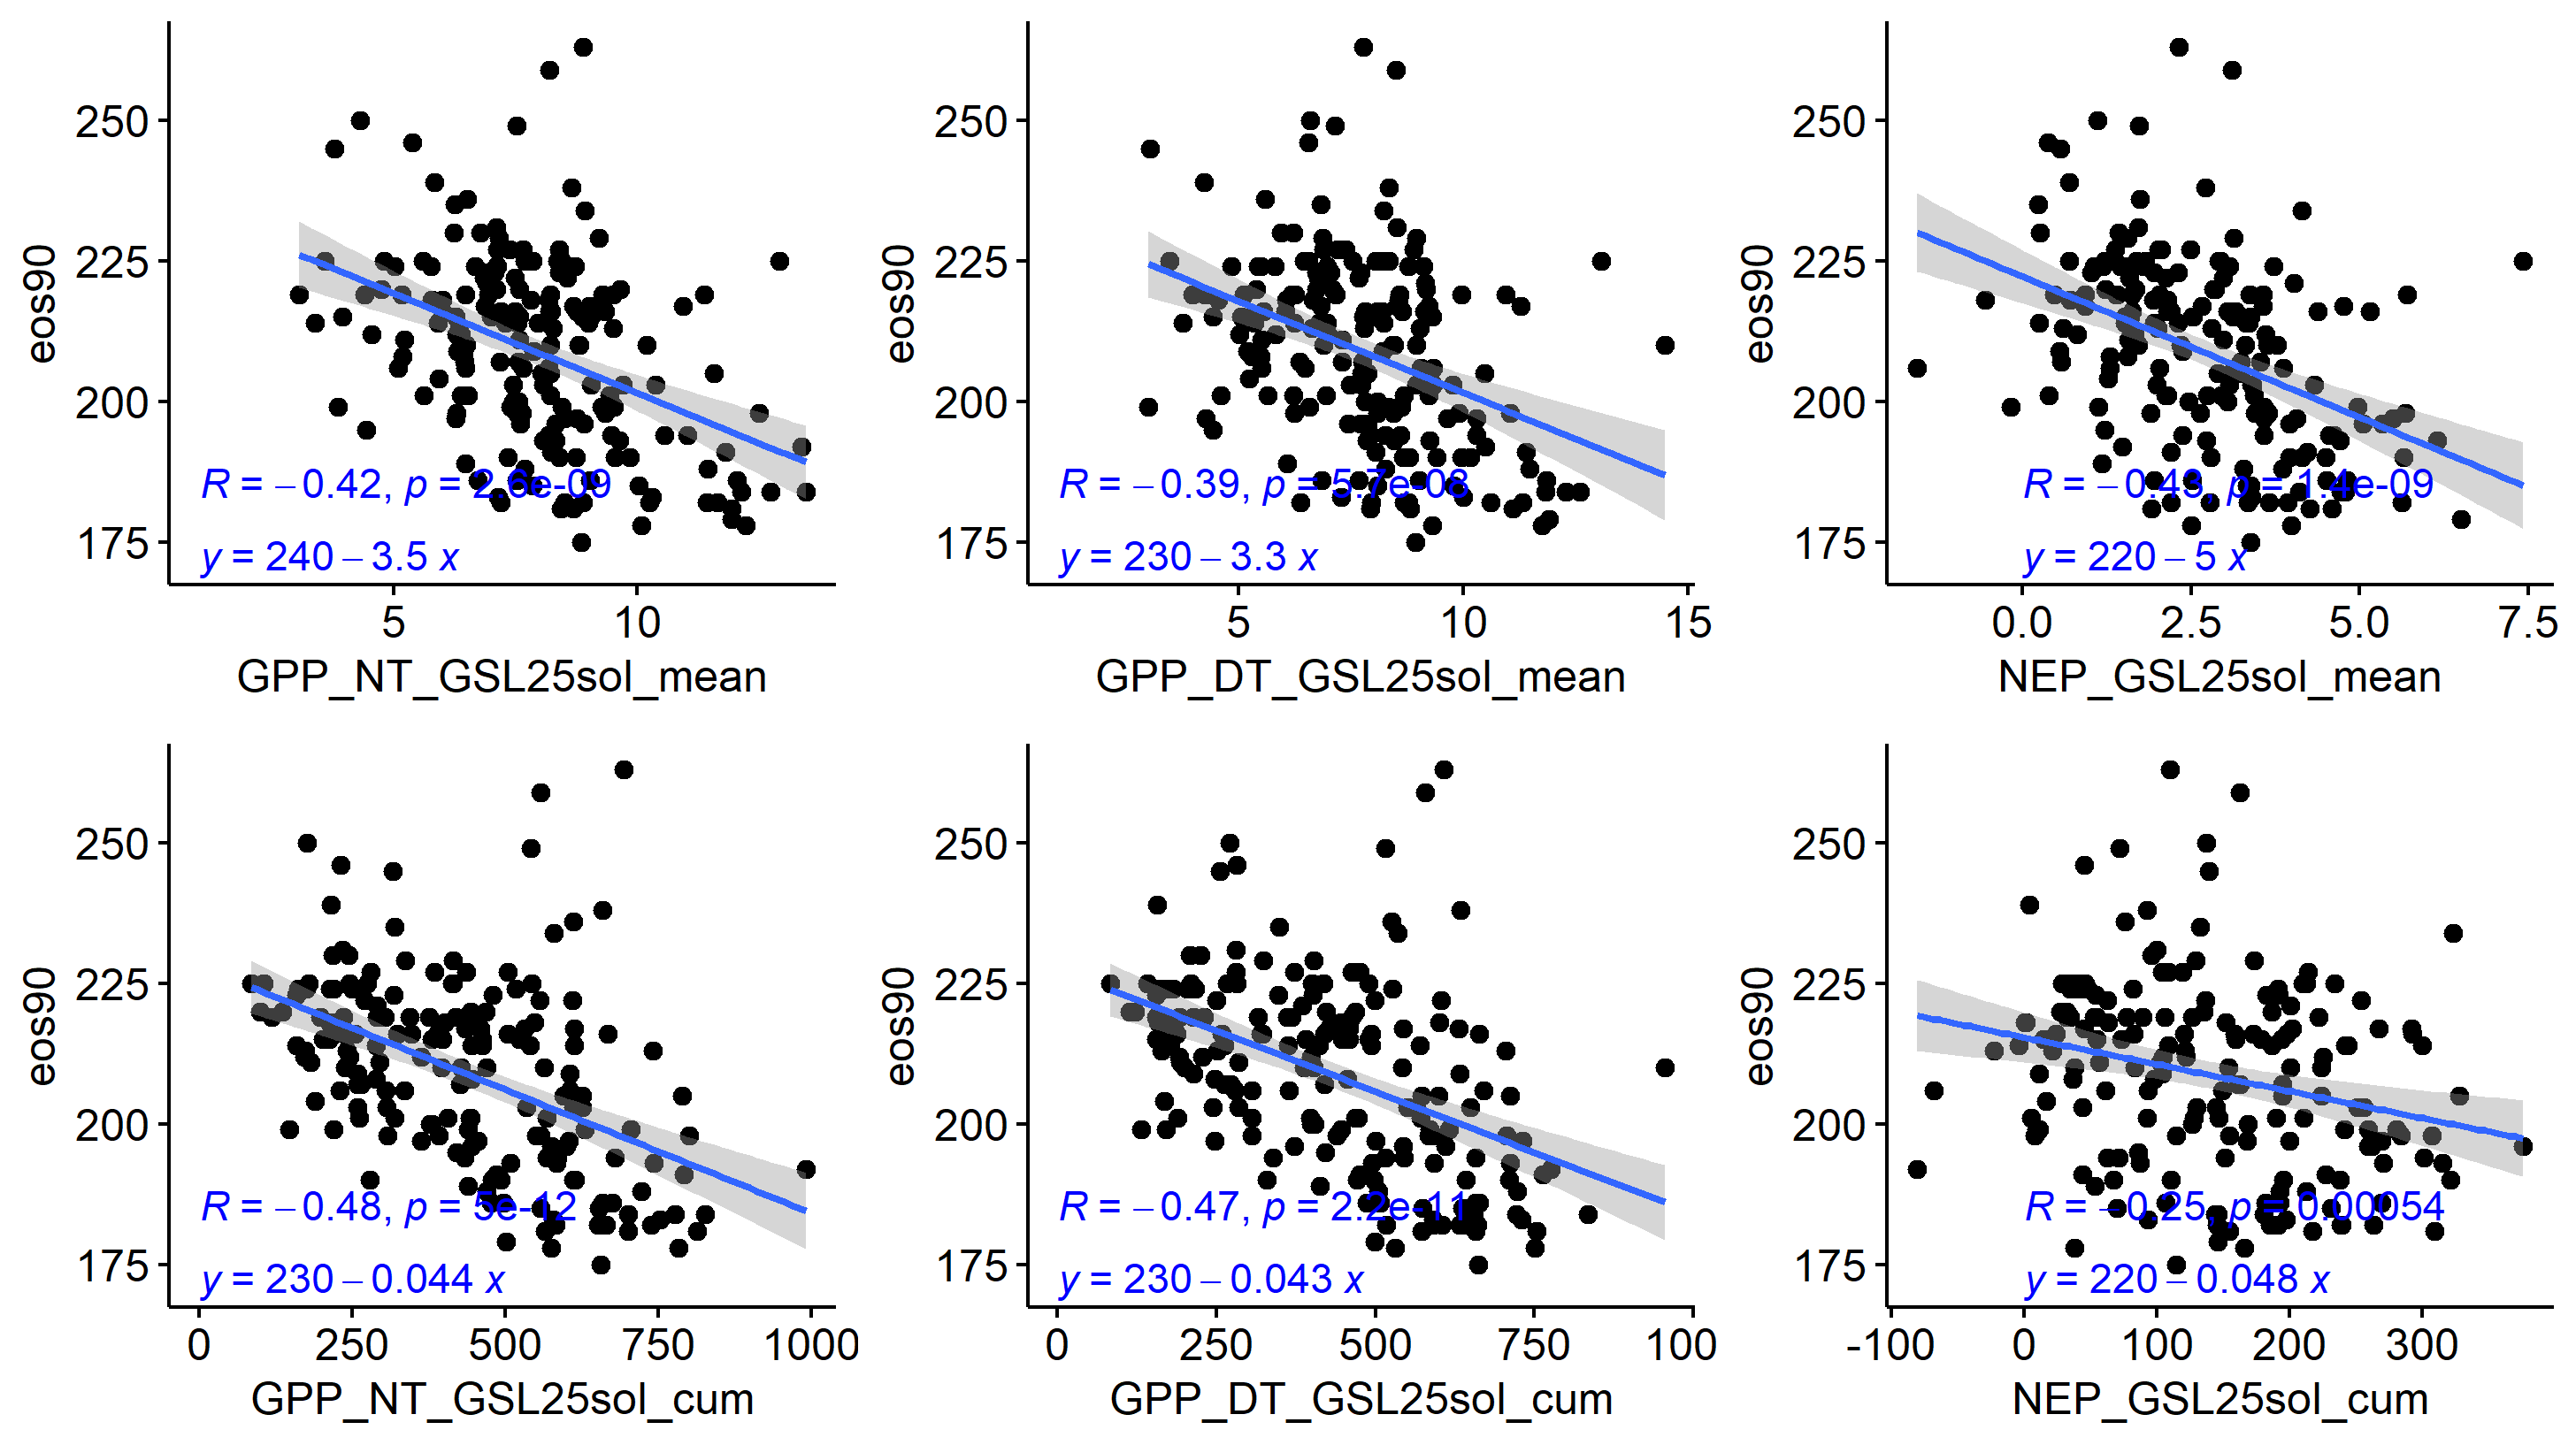 eos90
250
225
200
175
R = −0.42, p = 2.6e-09
y = 240 − 3.5 x
5 10
GPP_NT_GSL25sol_mean
eos90
250
225
200
175
R = −0.39, p = 5.7e-08
y = 230 − 3.3 x
5 10 15
GPP_DT_GSL25sol_mean
eos90
250
225
200
175
R = −0.43, p = 1.4e-09
y = 220 − 5 x
0.0 2.5 5.0 7.5
NEP_GSL25sol_mean
eos90
250
225
200
175
R = −0.48, p = 5e-12
y = 230 − 0.044 x
0 250 500 750 1000
GPP_NT_GSL25sol_cum
eos90
250
225
200
175
R = −0.47, p = 2.2e-11
y = 230 − 0.043 x
0 250 500 750 100
GPP_DT_GSL25sol_cum
eos90
250
225
200
175
R = −0.25, p = 0.00054
y = 220 − 0.048 x
-100 0 100 200 300
NEP_GSL25sol_cum